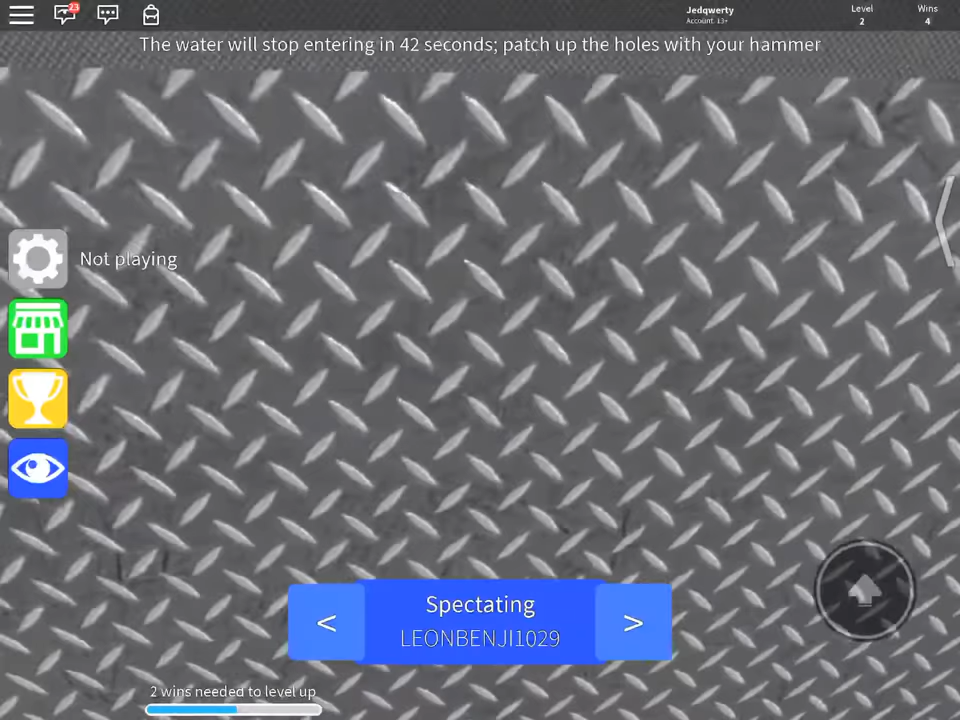 23
Jedqwerty
Account: 13+
Level
2
Wins
4
The water will stop entering in 42 seconds; patch up the holes with your hammer
Not playing
<
Spectating
LEONBENJI1029
>
2 wins needed to level up